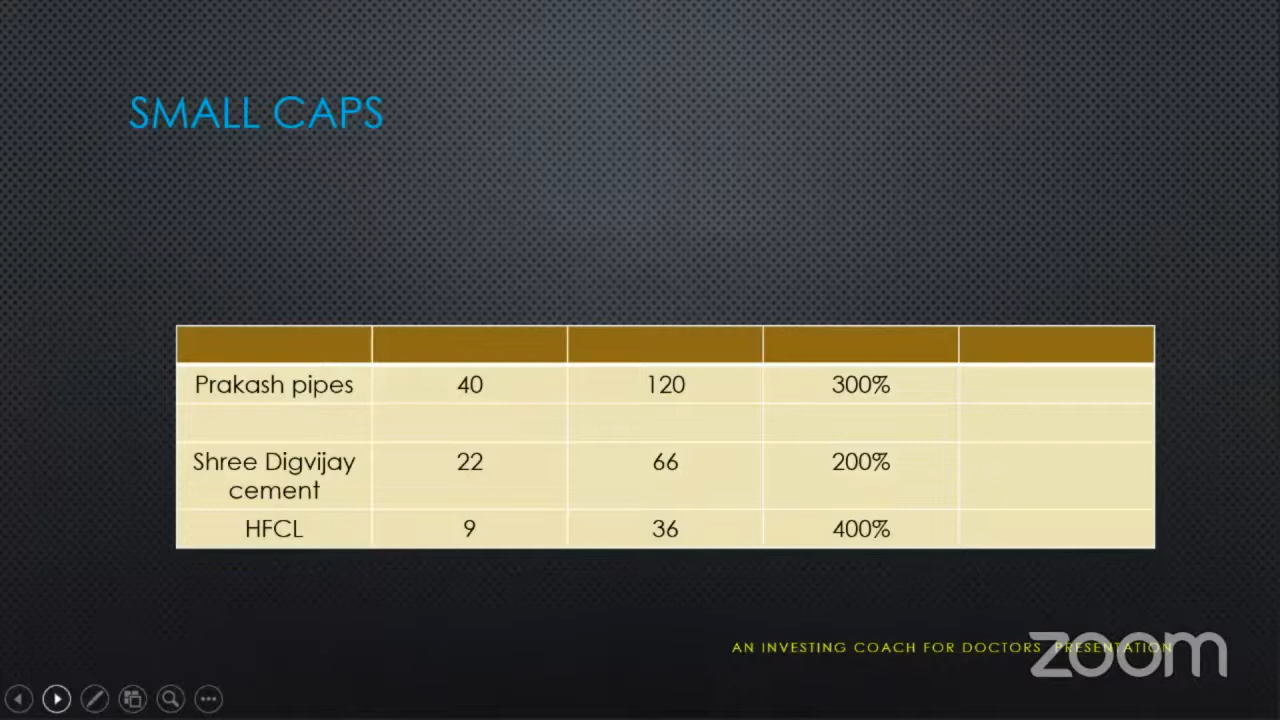 SMALL CAPS
Prakash pipes 40 120 300%
Shree Digvijay cement 22 66 200%
HFCL 9 36 400%
AN INVESTING COACH FOR DOCTORS PRESENTATION
zoom